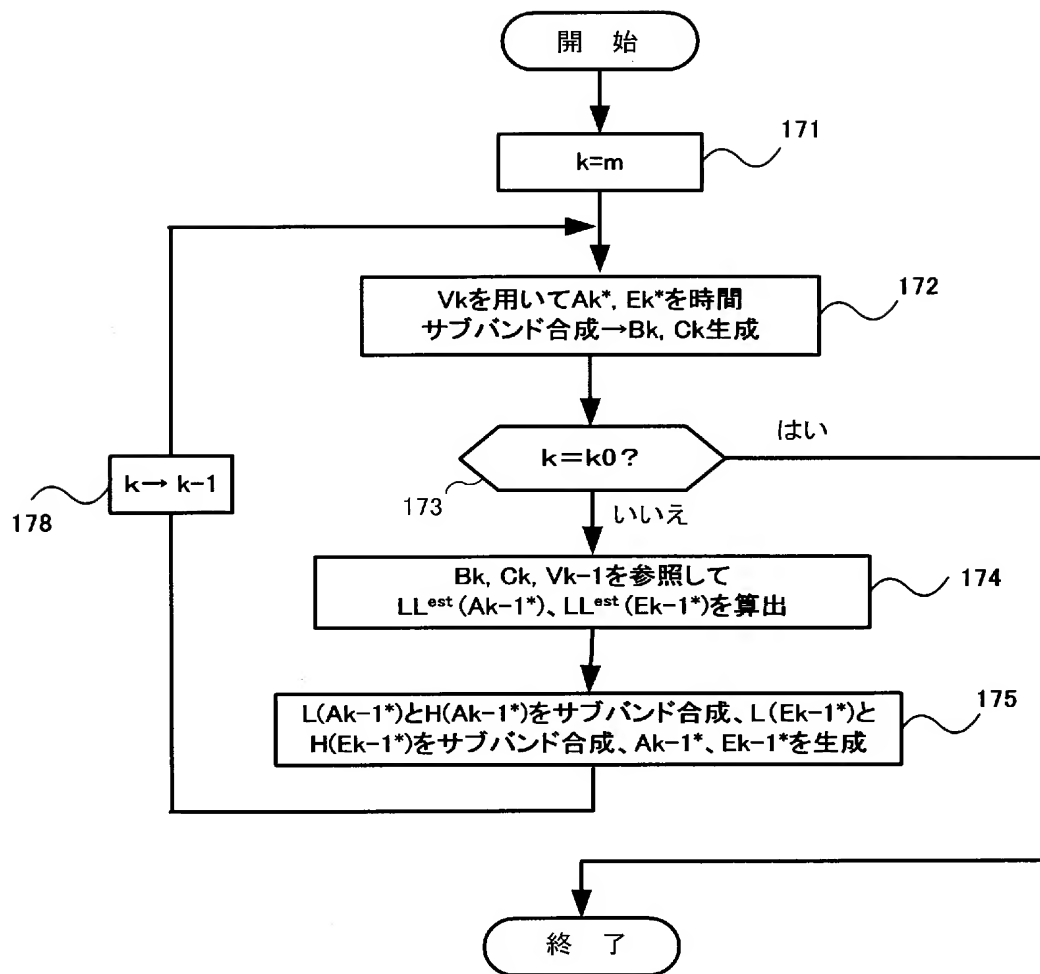 開 始
k=m
171
Vkを用いてAk*, Ek*を時間
サブバンド合成→Bk, Ck生成
172
k=k0?
173
はい
いいえ
k→ k-1
178
Bk, Ck, Vk-1を参照して
LLest(Ak-1*)、LLest(Ek-1*)を算出
174
L(Ak-1*)とH(Ak-1*)をサブバンド合成、L(Ek-1*)と
H(Ek-1*)をサブバンド合成、Ak-1*、Ek-1*を生成
175
終 了